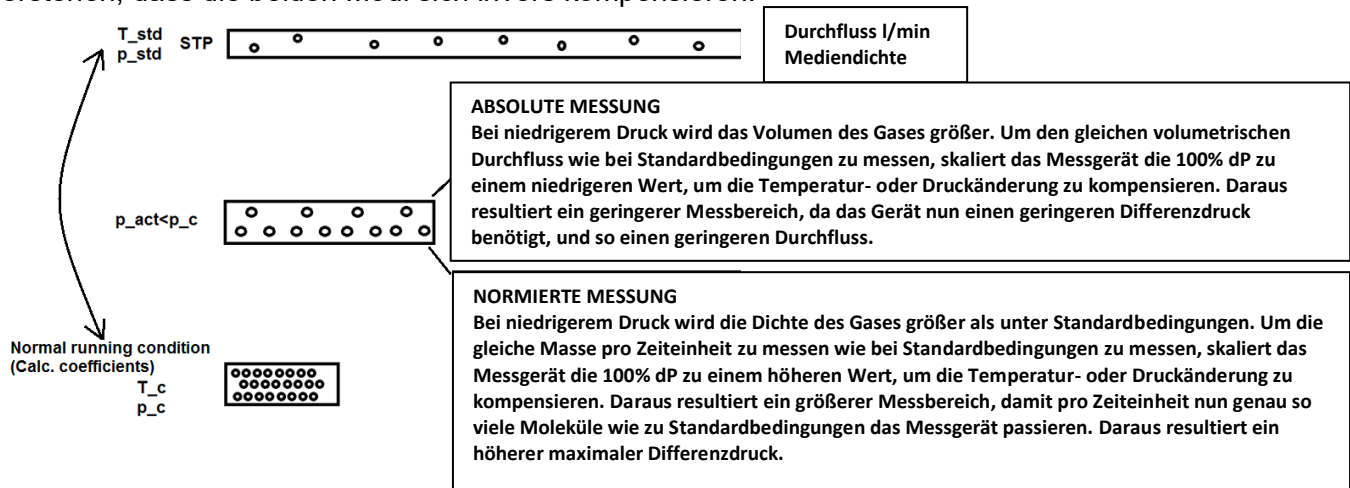 erstehen, dass die beiden Modi sich invers kompensieren.
T_std
p_std
STP
Durchfluss l/min
Mediendichte
ABSOLUTE MESSUNG
Bei niedrigerem Druck wird das Volumen des Gases größer. Um den gleichen volumetrischen
Durchfluss wie bei Standardbedingungen zu messen, skaliert das Messgerät die 100% dP zu
einem niedrigeren Wert, um die Temperatur- oder Druckänderung zu kompensieren. Daraus
resultiert ein geringerer Messbereich, da das Gerät nun einen geringeren Differenzdruck
benötigt, und so einen geringeren Durchfluss.
p_act<p_c
NORMIERTE MESSUNG
Bei niedrigerem Druck wird die Dichte des Gases größer als unter Standardbedingungen. Um die
gleiche Masse pro Zeiteinheit zu messen wie bei Standardbedingungen zu messen, skaliert das
Messgerät die 100% dP zu einem höheren Wert, um die Temperatur- oder Druckänderung zu
kompensieren. Daraus resultiert ein größerer Messbereich, damit pro Zeiteinheit nun genau so
viele Moleküle wie zu Standardbedingungen das Messgerät passieren. Daraus resultiert ein
höherer maximaler Differenzdruck.
Normal running condition
(Calc. coefficients)
T_c
p_c